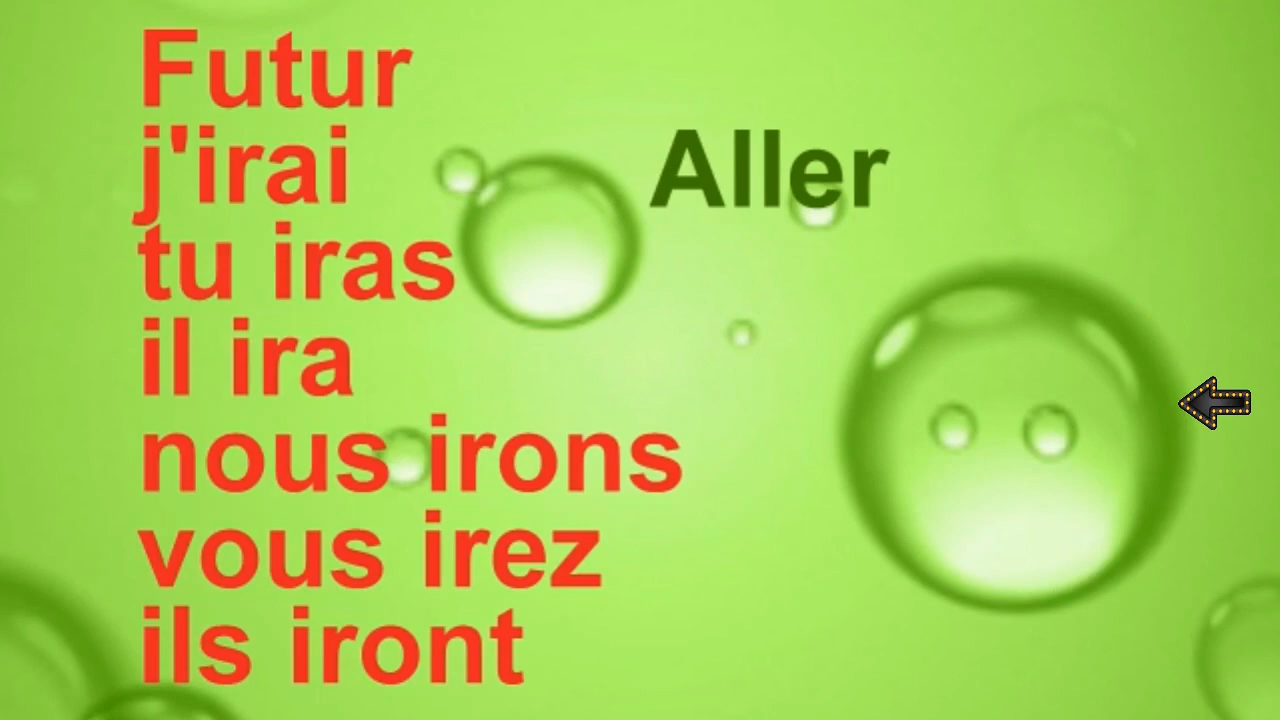 Futur
j'irai
Aller
tu iras
il ira
nous irons
vous irez
ils iront